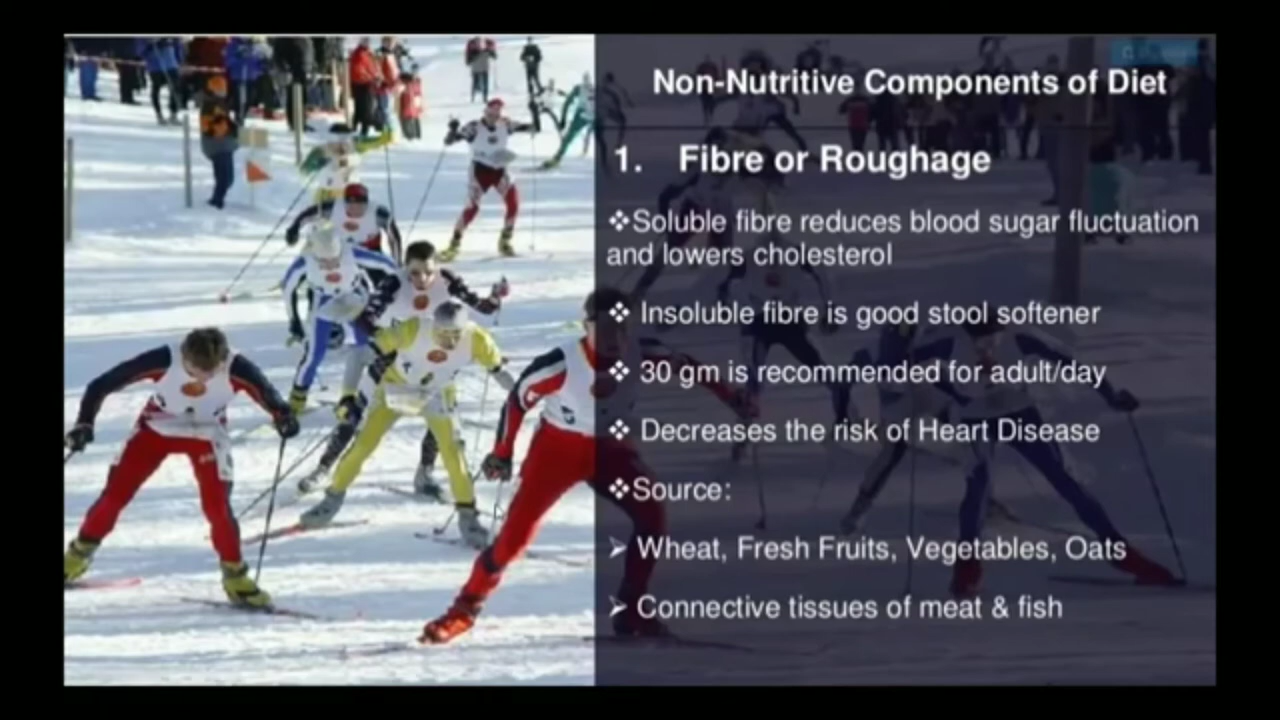 Non-Nutritive Components of Diet
1. Fibre or Roughage
❖Soluble fibre reduces blood sugar fluctuation
and lowers cholesterol
❖ Insoluble fibre is good stool softener
❖ 30 gm is recommended for adult/day
❖ Decreases the risk of Heart Disease
❖Source:
➢ Wheat, Fresh Fruits, Vegetables, Oats
➢ Connective tissues of meat & fish